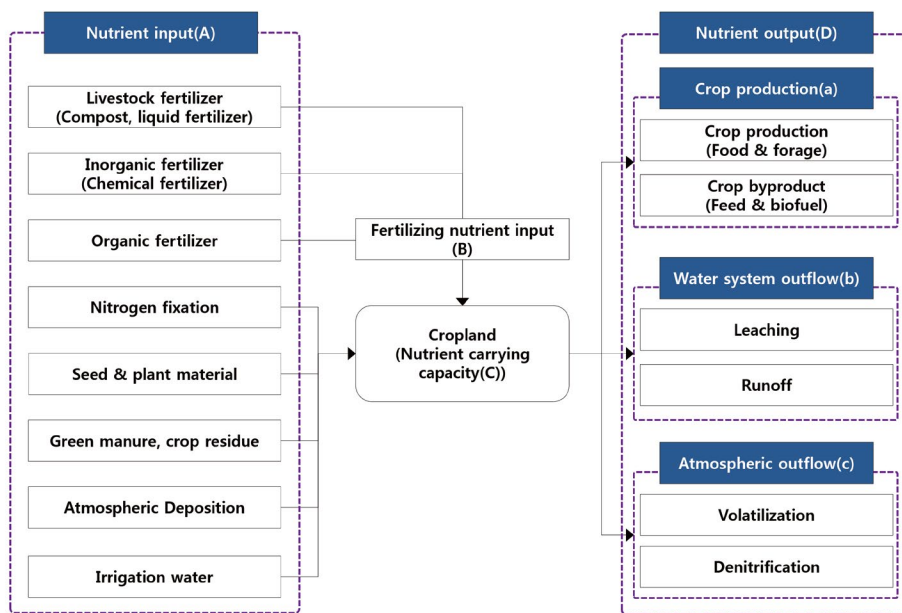 Nutrient input(A)
Livestock fertilizer
(Compost, liquid fertilizer)
Inorganic fertilizer
(Chemical fertilizer)
Organic fertilizer
Nitrogen fixation
Seed & plant material
Green manure, crop residue
Atmospheric Deposition
Irrigation water
Fertilizing nutrient input
(B)
Cropland
(Nutrient carrying
capacity(C))
Nutrient output(D)
Crop production(a)
Crop production
(Food & forage)
Crop byproduct
(Feed & biofuel)
Water system outflow(b)
Leaching
Runoff
Atmospheric outflow(c)
Volatilization
Denitrification